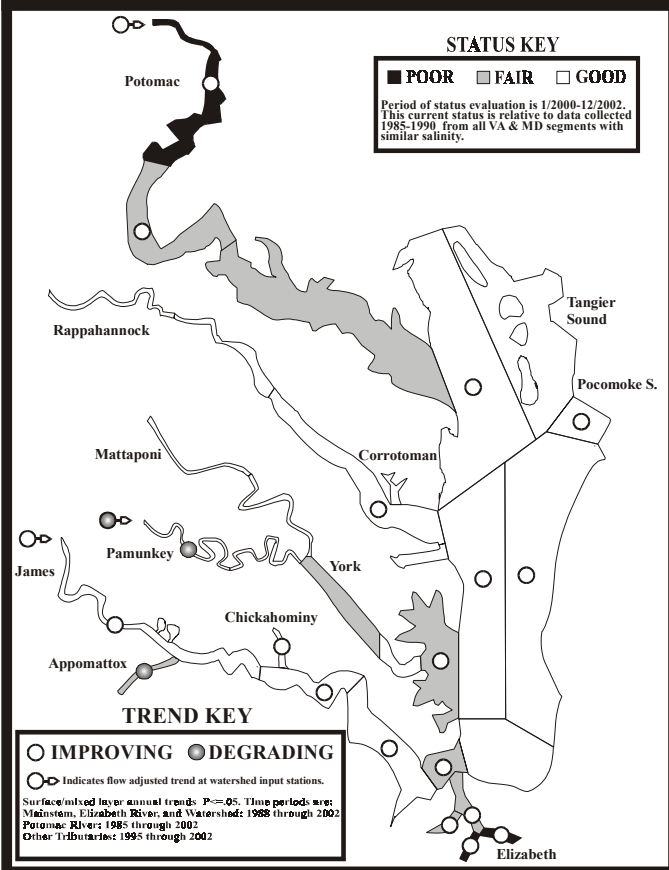 STATUS KEY
POOR FAIR GOOD
Period of status evaluation is 1/2000-12/2002.
This current status is relative to data collected
1985-1990 from all VA & MD segments with
similar salinity.
Potomac
Tangier
Sound
Rappahannock
Pocomoke S.
Mattaponi
Corrotoman
Pamunkey
York
James
Chickahominy
Appomattox
TREND KEY
IMPROVING DEGRADING
Indicates flow adjusted trend at watershed input stations.
Surface/mixed layer annual trends P<=.05. Time periods are:
Mainstem, Elizabeth River, and Watershed: 1988 through 2002
Potomac River: 1985 through 2002
Other Tributaries: 1995 through 2002
Elizabeth